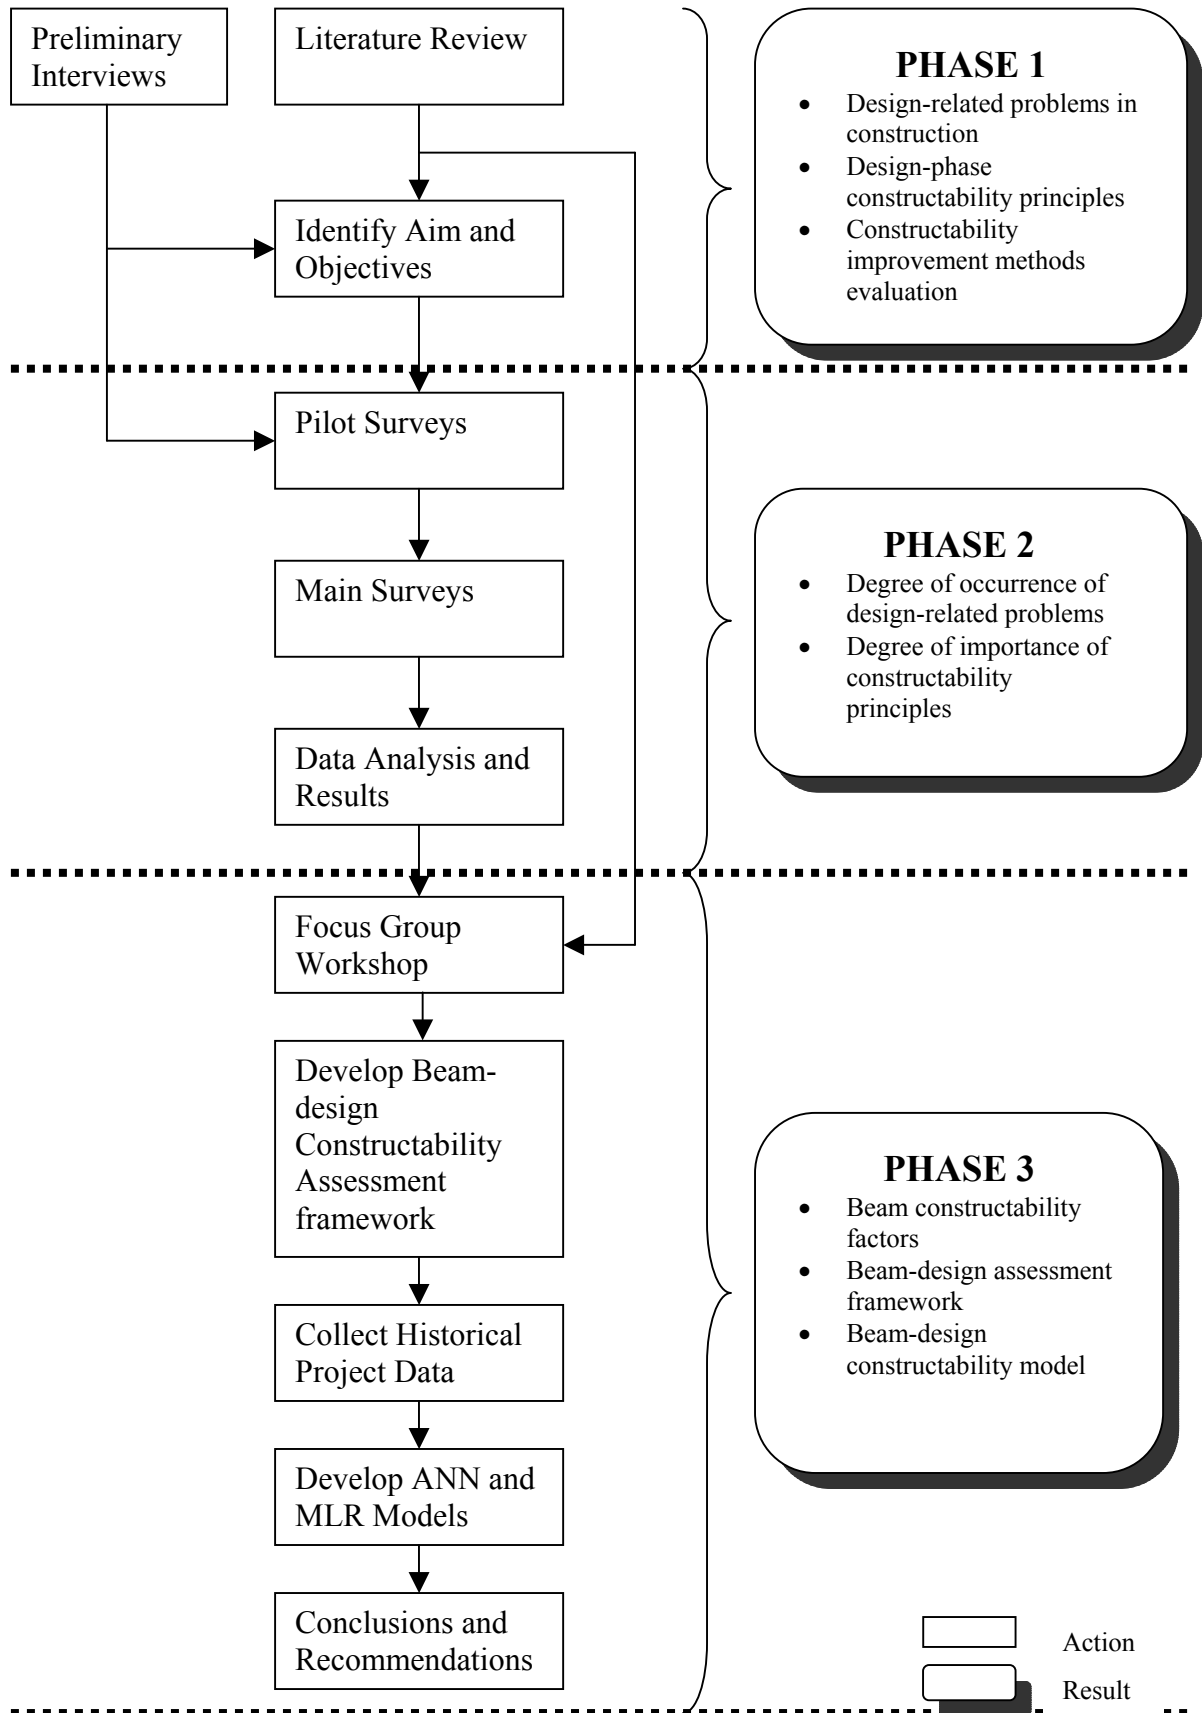 Preliminary
Interviews
Literature Review
Identify Aim and
Objectives
PHASE 1
• Design-related problems in
construction
• Design-phase
constructability principles
• Constructability
improvement methods
evaluation
Pilot Surveys
Main Surveys
Data Analysis and
Results
PHASE 2
• Degree of occurrence of
design-related problems
• Degree of importance of
constructability
principles
Focus Group
Workshop
Develop Beam-
design
Constructability
Assessment
framework
Collect Historical
Project Data
Develop ANN and
MLR Models
Conclusions and
Recommendations
PHASE 3
• Beam constructability
factors
• Beam-design assessment
framework
• Beam-design
constructability model
Action
Result